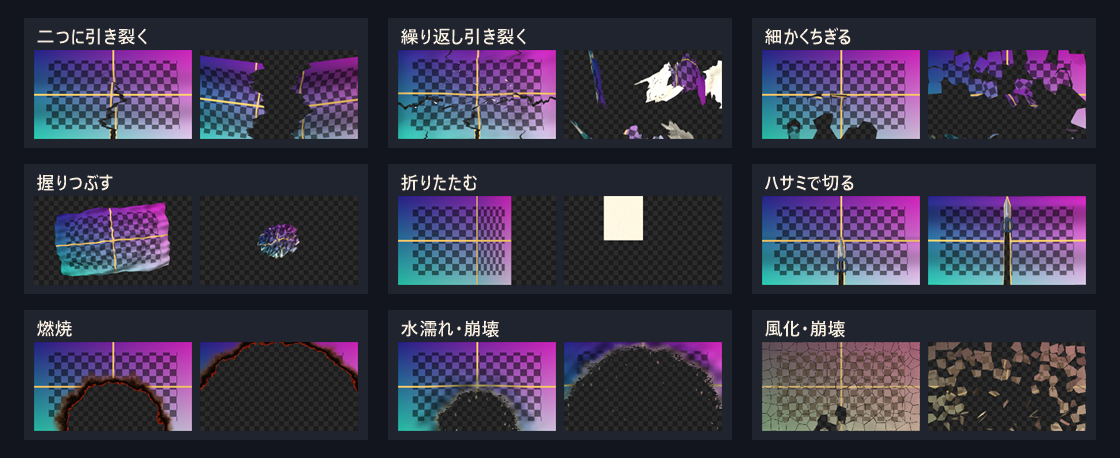 二つに引き裂く
繰り返し引き裂く
細かくちぎる
握りつぶす
折りたたむ
ハサミで切る
燃焼
水濡れ・崩壊
風化・崩壊